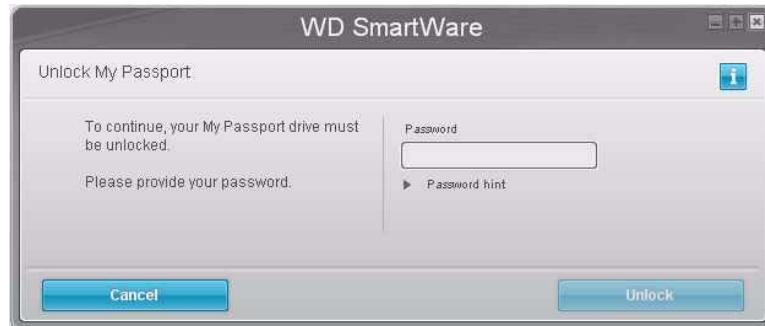 WD SmartWare
Unlock My Passport
i
To continue, your My Passport drive must
be unlocked.
Please provide your password.
Password
Password hint
Cancel
Unlock